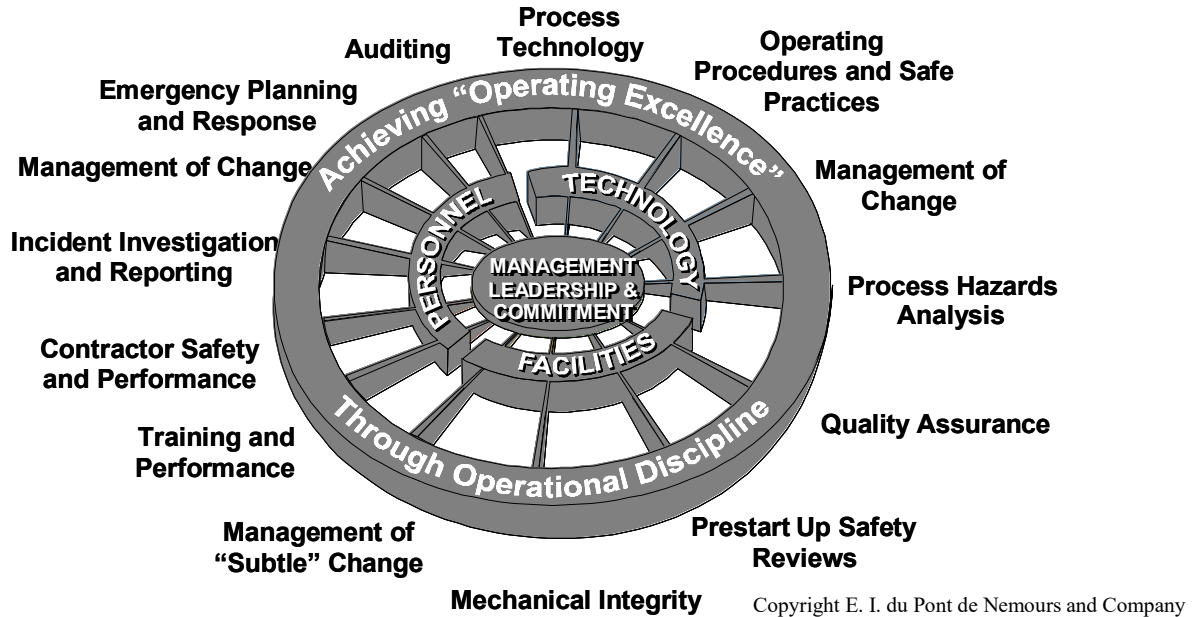 Process
Technology
Auditing
Operating
Procedures and Safe
Practices
Emergency Planning
and Response
Achieving “Operating Excellence”
Management of Change
Management of
Change
TECHNOLOGY
PERSONNEL
Incident Investigation
and Reporting
MANAGEMENT
LEADERSHIP &
COMMITMENT
Process Hazards
Analysis
FACILITIES
Contractor Safety
and Performance
Through Operational Discipline
Quality Assurance
Training and
Performance
Management of
“Subtle” Change
Prestart Up Safety
Reviews
Mechanical Integrity
Copyright E. I. du Pont de Nemours and Company